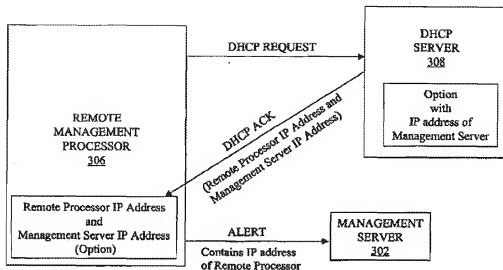 DHCP REQUEST
DHCP
SERVER
308
Option
with
IP address of
Management Server
REMOTE
MANAGEMENT
PROCESSOR
306
DHCP ACK
(Remote Processor IP Address and
Management Server IP Address)
Remote Processor IP Address
and
Management Server IP Address
(Option)
ALERT
Contains IP address
of Remote Processor
MANAGEMENT
SERVER
302